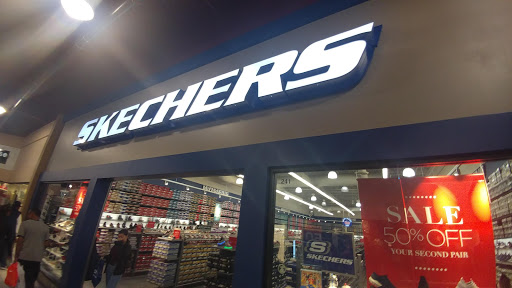 SKECHERS
SALE
50% OFF
YOUR SECOND PAIR
S
SKECHERS